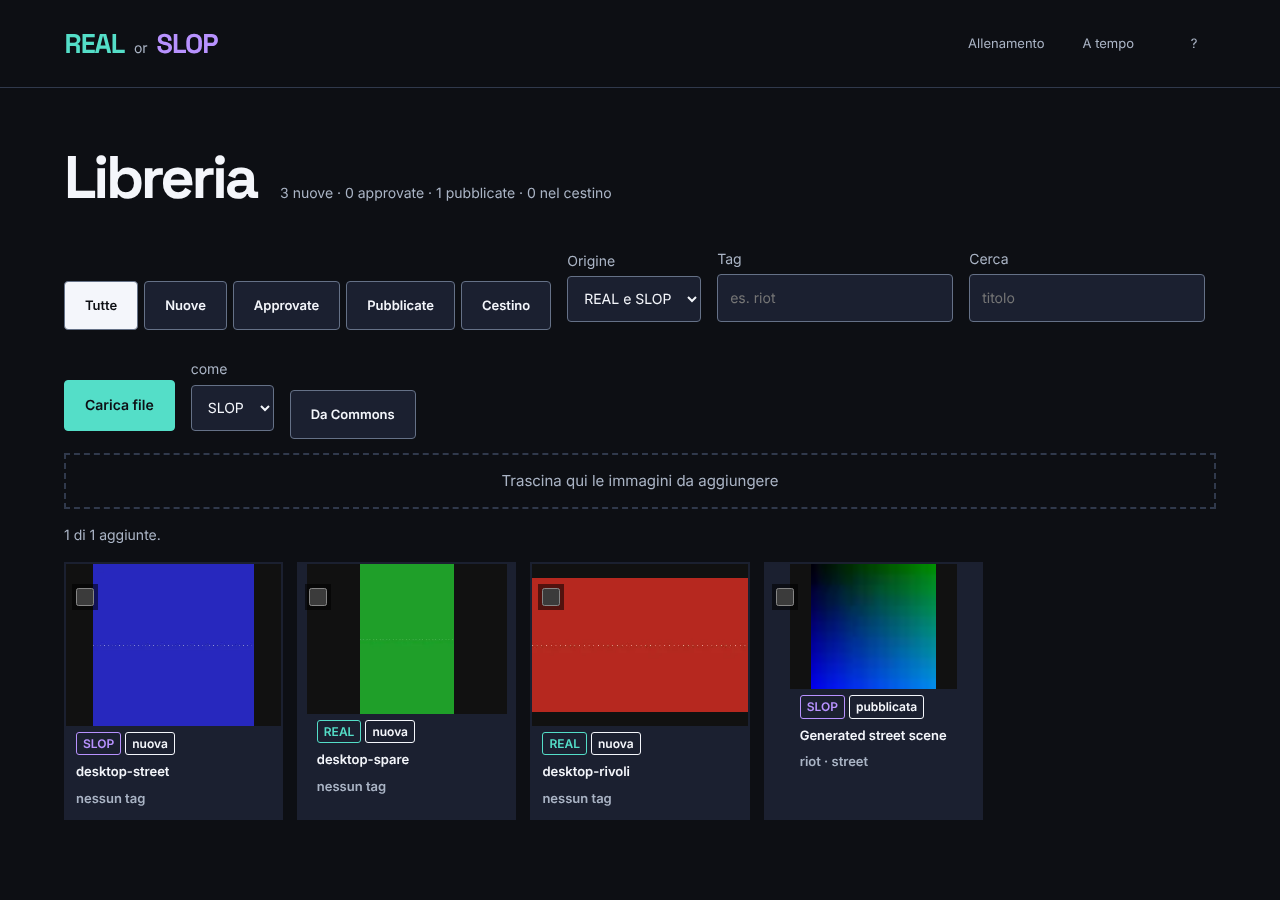 REAL or SLOP
Allenamento
A tempo
?
Libreria
3 nuove · 0 approvate · 1 pubblicate · 0 nel cestino
Tutte
Nuove
Approvate
Pubblicate
Cestino
Origine
REAL e SLOP
Tag
es. riot
Cerca
titolo
Carica file
come
SLOP
Da Commons
Trascina qui le immagini da aggiungere
1 di 1 aggiunte.
SLOP nuova
desktop-street
nessun tag
REAL nuova
desktop-spare
nessun tag
REAL nuova
desktop-rivoli
nessun tag
SLOP pubblicata
Generated street scene
riot · street